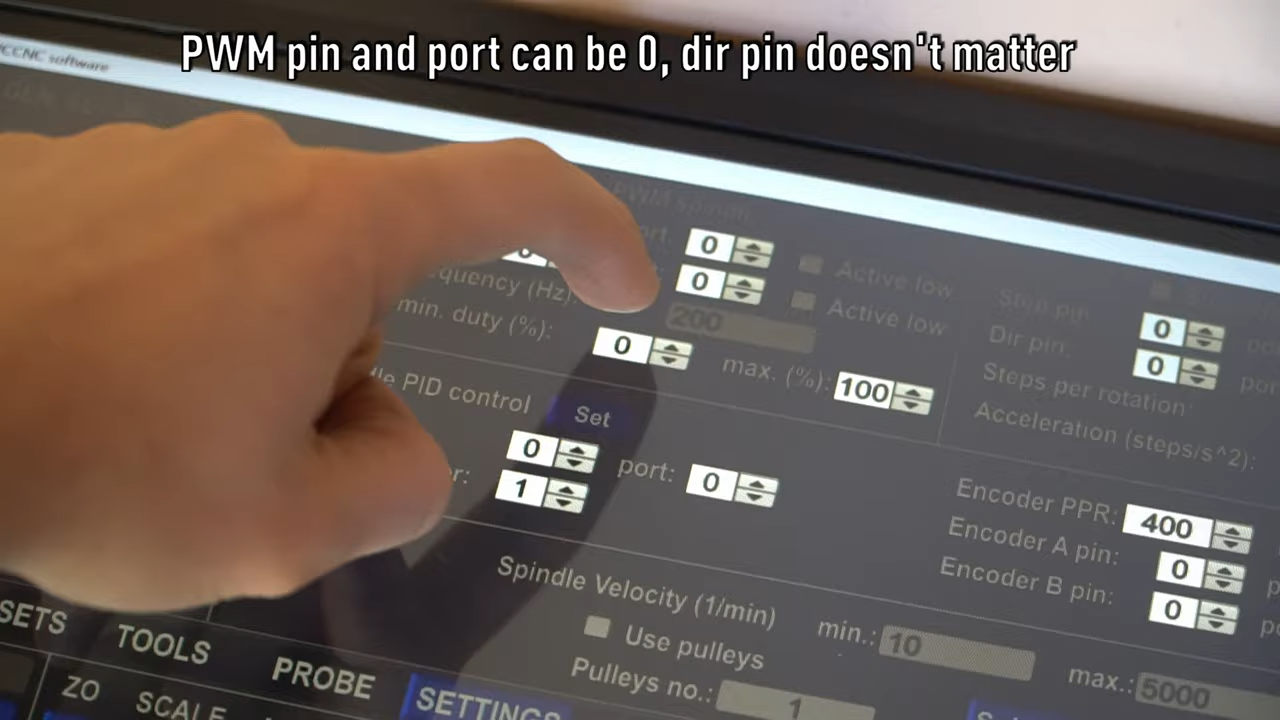 PWM pin and port can be 0, dir pin doesn't matter
CCNC software
PWM spindle
0
Active low
0
Active low
quency (Hz):
200
min. duty (%):
0
max. (%):
100
Step pin
0
Dir pin:
0
Steps per rotation:
Acceleration (steps/s^2):
PID control
Set
0
port:
0
1
Encoder PPR:
400
Encoder A pin:
0
Encoder B pin:
0
Spindle Velocity (1/min)
min.:
10
max.:
5000
Use pulleys
Pulleys no.:
1
SETS
TOOLS
PROBE
SETTINGS
ZO
SCALE